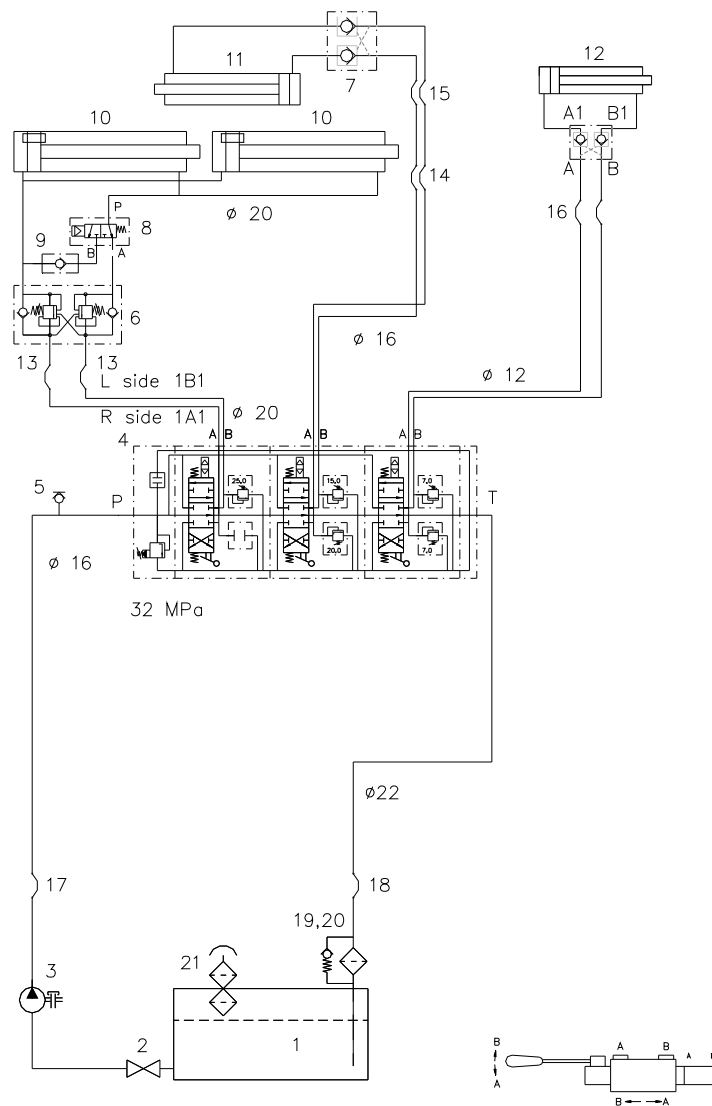 7
11
12
15
A1 B1
10
10
A B
14
16
P
ø 20
8
9
B A
6
ø 16
13
13
ø 12
L side 1B1
R side 1A1
ø 20
4
A B
A B
A B
5
P
25,0
15,0
7,0
T
ø 16
20,0
7,0
32 MPa
ø22
17
18
19,20
21
3
2
1
A B A
B
A
B A